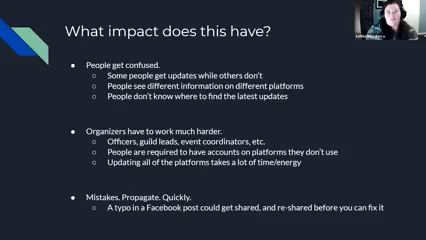 What impact does this have?
● People get confused.
○ Some people get updates while others don't
○ People see different information on different platforms
○ People don't know where to find the latest updates
● Organizers have to work much harder.
○ Officers, guild leads, event coordinators, etc.
○ People are required to have accounts on platforms they don't use
○ Updating all of the platforms takes a lot of time/energy
● Mistakes. Propagate. Quickly.
○ A typo in a Facebook post could get shared, and re-shared before you can fix it